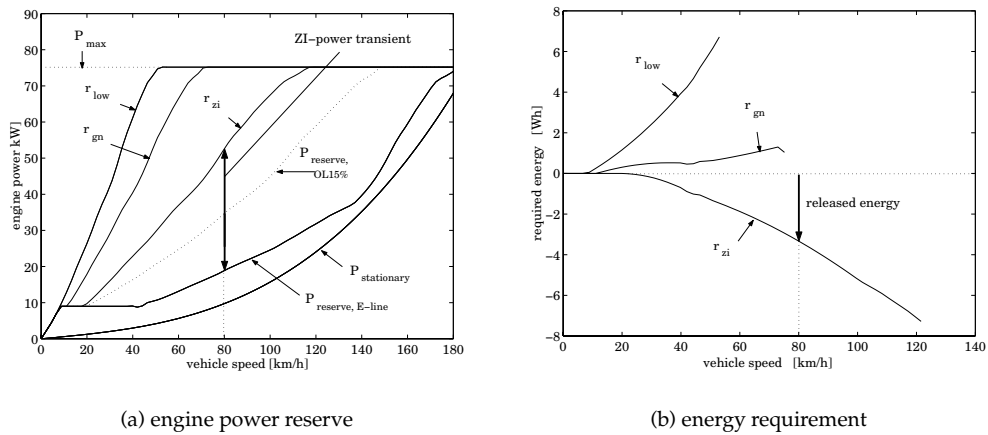 P max
ZI−power transient
r low
r gn
r zi
P reserve, OL15%
P stationary
P reserve, E−line
engine power kW
90
80
70
60
50
40
30
20
10
0
0 20 40 60 80 100 120 140 160 180
vehicle speed [km/h]
(a) engine power reserve
r low
r gn
released energy
r zi
required energy [Wh]
8
6
4
2
0
−2
−4
−6
−8
0 20 40 60 80 100 120 140
vehicle speed [km/h]
(b) energy requirement